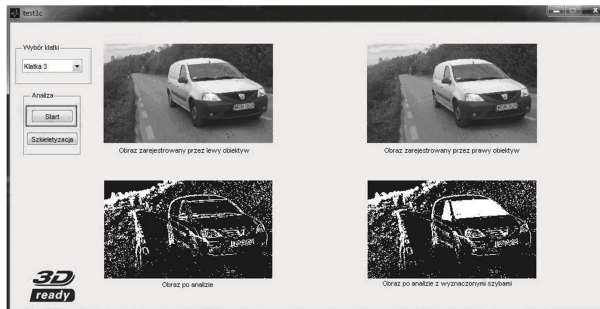 test1c
Wybór klatki
Klatka 3
Analiza
Start
Szkieletyzacja
Obraz zarejestrowany przez lewy obiektyw
Obraz zarejestrowany przez prawy obiektyw
Obraz po analizie
Obraz po analizie z wyznaczonymi szybami
3D
ready